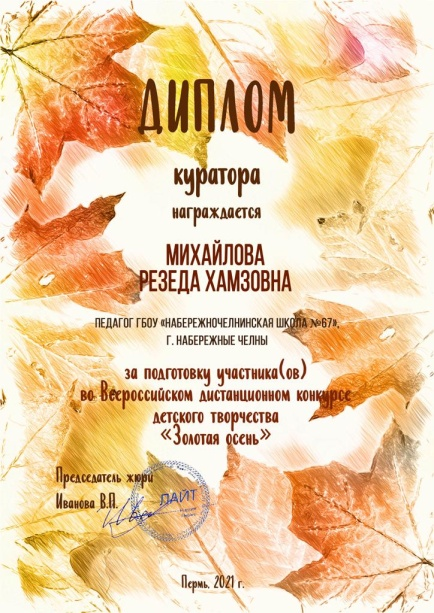 ДИПЛОМ
куратора
награждается
МИХАЙЛОВА
РЕЗЕДА ХАМЗОВНА
ПЕДАГОГ ГБОУ «НАБЕРЕЖНОЧЕЛНИНСКАЯ ШКОЛА №67»,
Г. НАБЕРЕЖНЫЕ ЧЕЛНЫ
за подготовку участника(ов)
во Всероссийском дистанционном конкурсе
детского творчества
«Золотая осень»
Председатель жюри
Иванова В.П.
ЛАЙТ
Пермь, 2021 г.